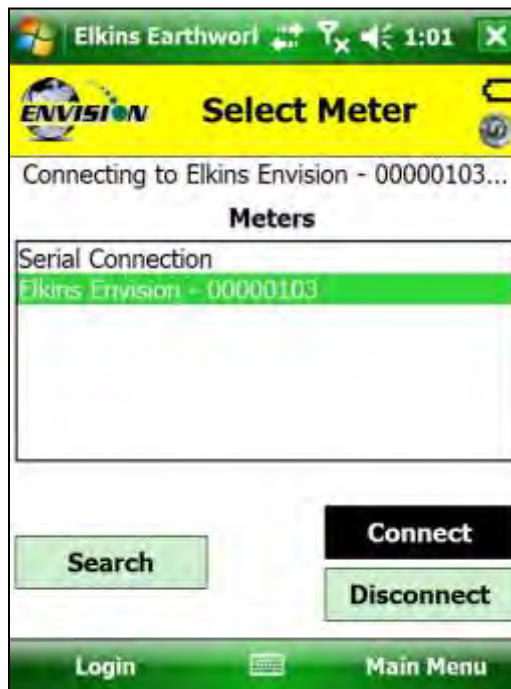 Elkins Earthworl 1:01
ENVISION Select Meter
Connecting to Elkins Envision - 00000103...
Meters
Serial Connection
Elkins Envision - 00000103
Connect
Search
Disconnect
Login Main Menu